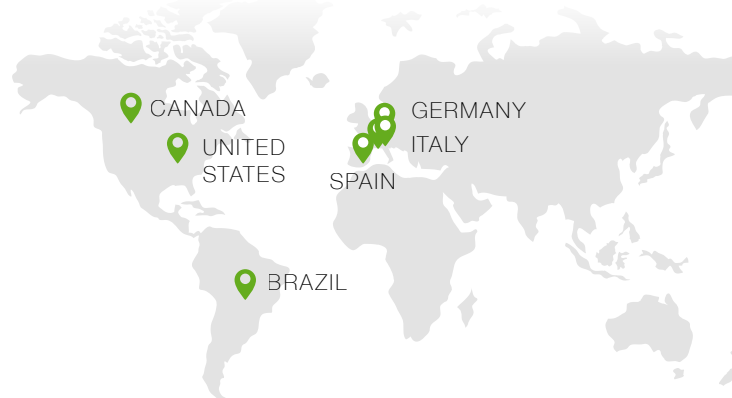 CANADA
GERMANY
UNITED
STATES
ITALY
SPAIN
BRAZIL